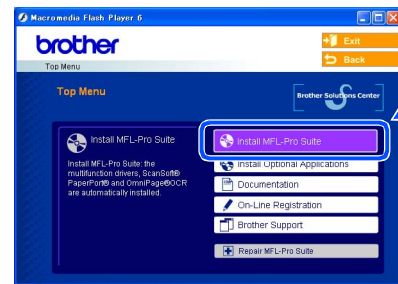 Macromedia Flash Player 6
brother
Exit
Back
Top Menu
Top Menu
Brother Solutions Center
Install MFL-Pro Suite
Install MFL-Pro Suite: the
multifunction drivers, ScanSoft®
PaperPort® and OmniPage®OCR
are automatically installed.
Install MFL-Pro Suite
Install Optional Applications
Documentation
On-Line Registration
Brother Support
Repair MFL-Pro Suite